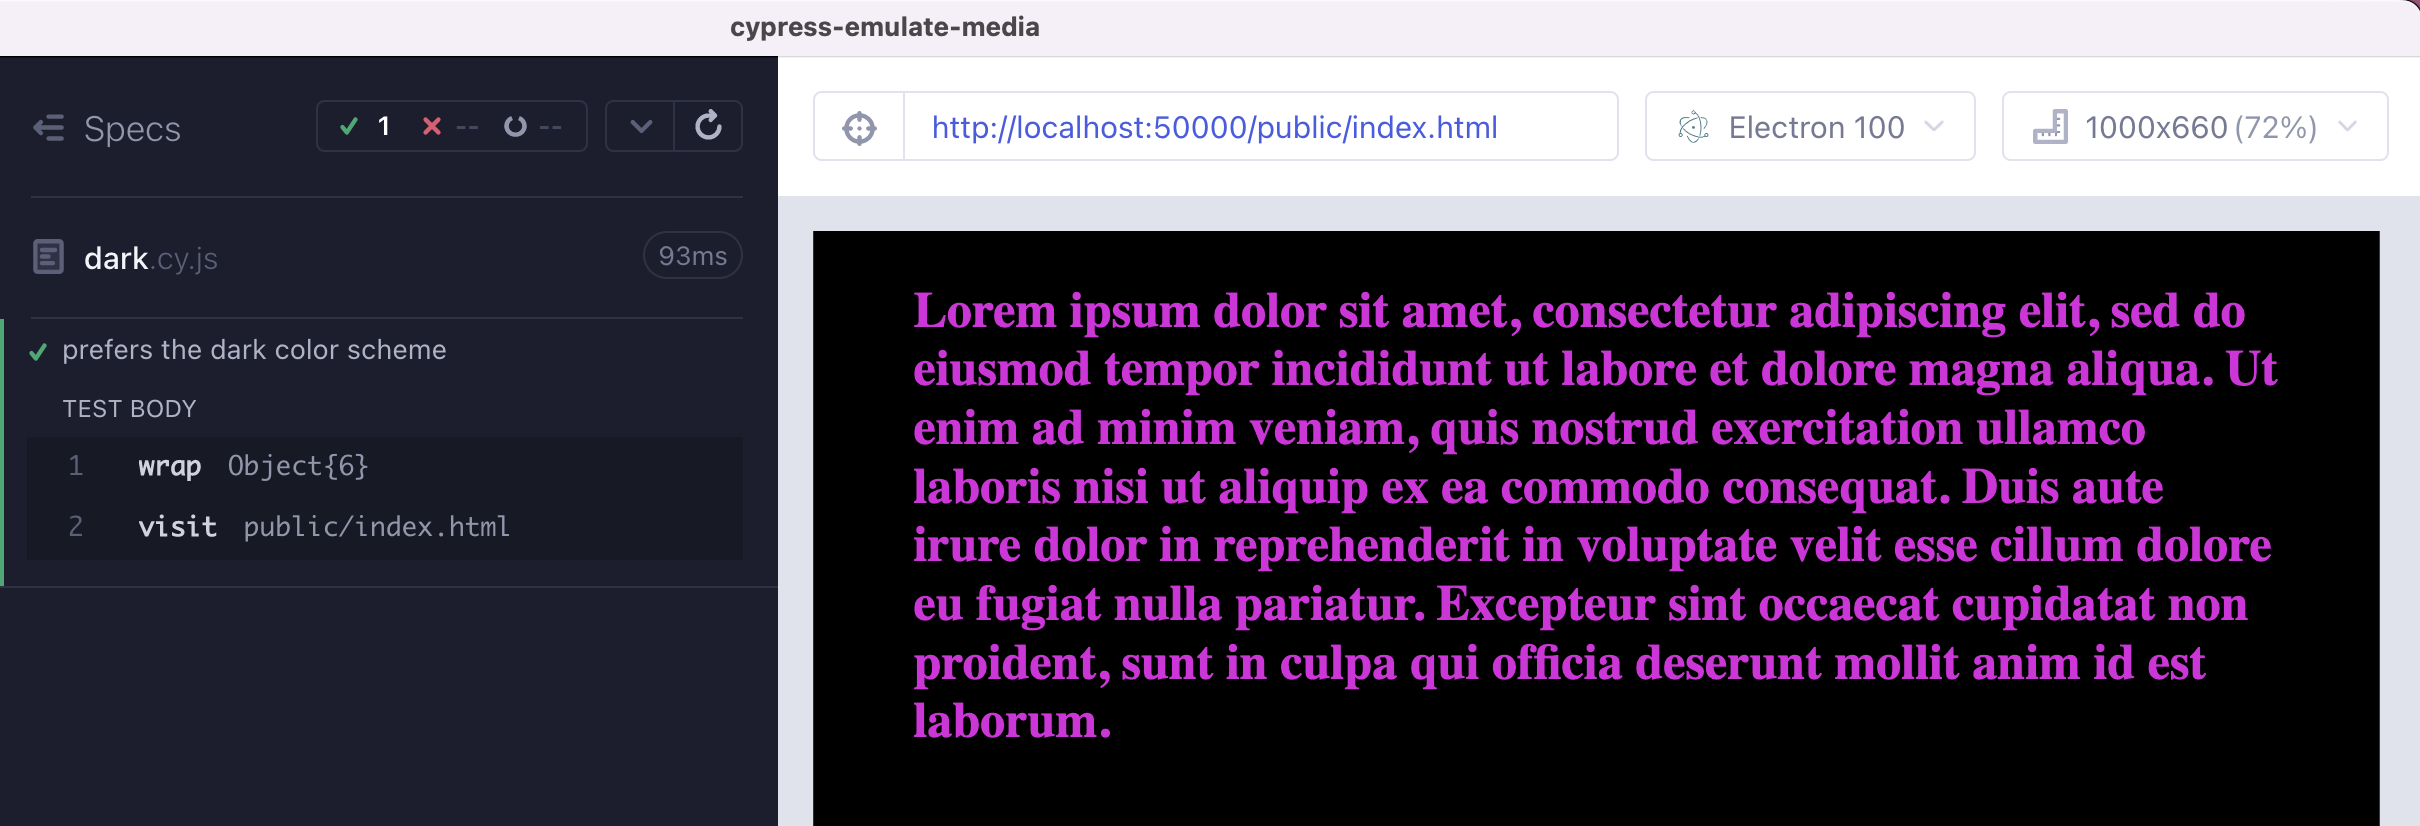 cypress-emulate-media
Specs
1 -- --
http://localhost:50000/public/index.html
Electron 100
1000x660 (72%)
dark.cy.js
93ms
prefers the dark color scheme
TEST BODY
1 wrap Object{6}
2 visit public/index.html
Lorem ipsum dolor sit amet, consectetur adipiscing elit, sed do
eiusmod tempor incididunt ut labore et dolore magna aliqua. Ut
enim ad minim veniam, quis nostrud exercitation ullamco
laboris nisi ut aliquip ex ea commodo consequat. Duis aute
irure dolor in reprehenderit in voluptate velit esse cillum dolore
eu fugiat nulla pariatur. Excepteur sint occaecat cupidatat non
proident, sunt in culpa qui officia deserunt mollit anim id est
laborum.